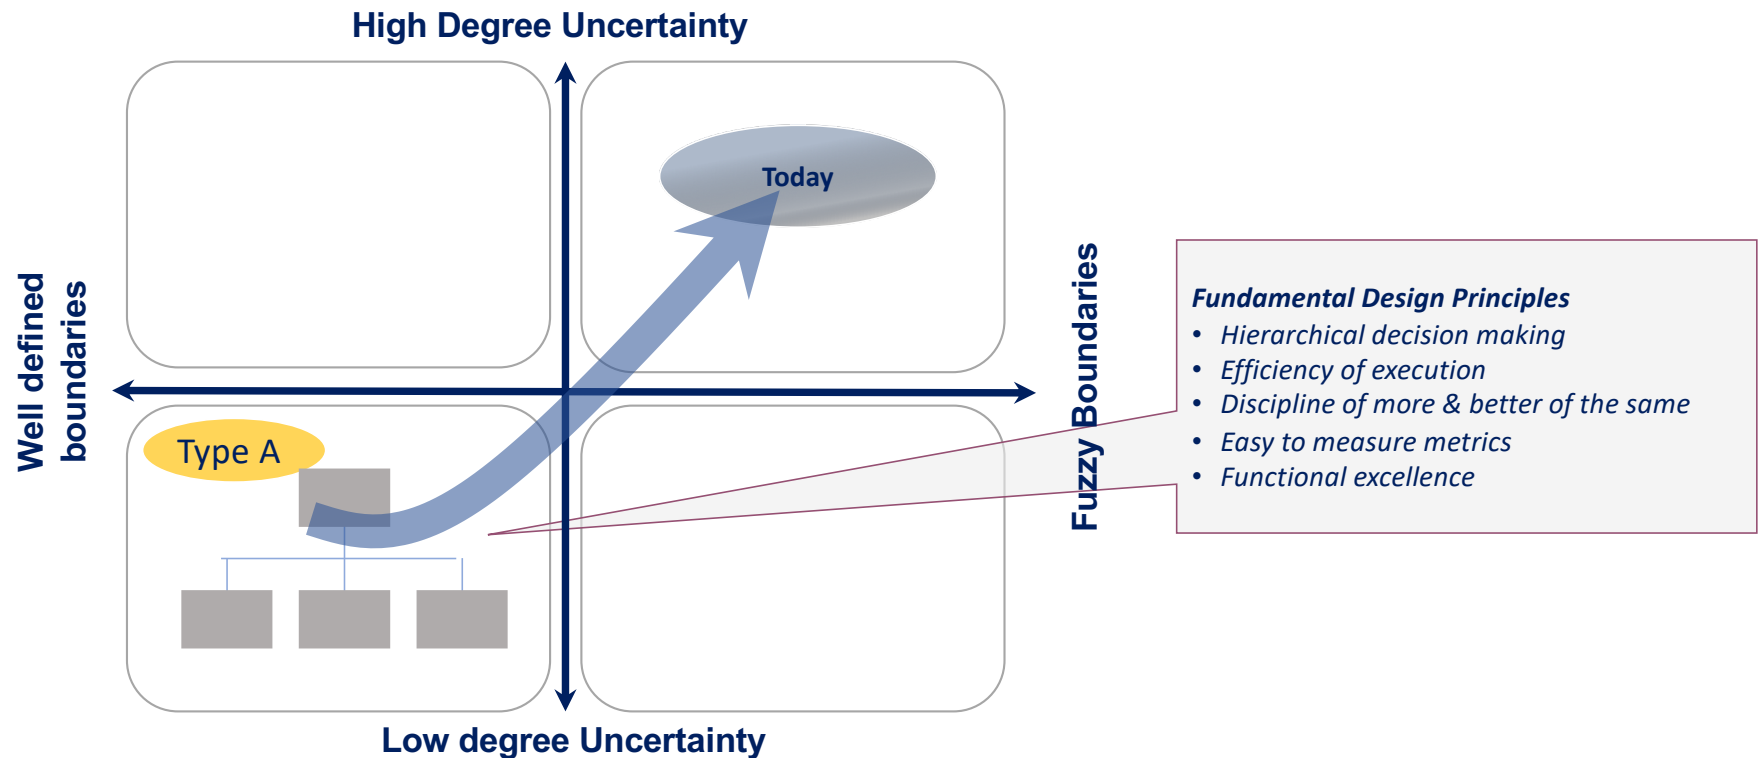 High Degree Uncertainty
Today
Well defined
boundaries
Fuzzy Boundaries
Fundamental Design Principles
• Hierarchical decision making
• Efficiency of execution
• Discipline of more & better of the same
• Easy to measure metrics
• Functional excellence
Type A
Low degree Uncertainty